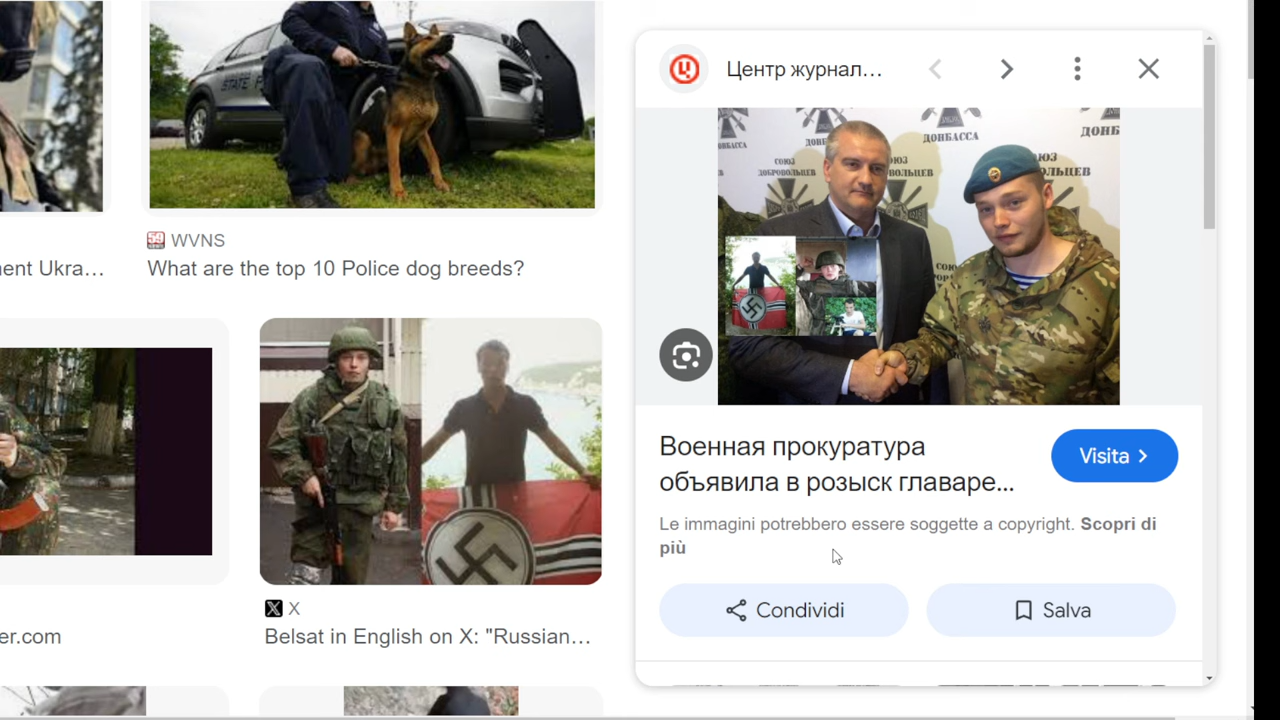 STATE P
WVNS
ent Ukra...
What are the top 10 Police dog breeds?
er.com
X
Belsat in English on X: "Russian...
Центр журнал...
ДОНБАССА
ДОНБ
СОЮЗ
ДОБРОВОЛЬЦЕВ
Военная прокуратура
объявила в розыск главаре...
Visita
Le immagini potrebbero essere soggette a copyright. Scopri di
più
Condividi
Salva